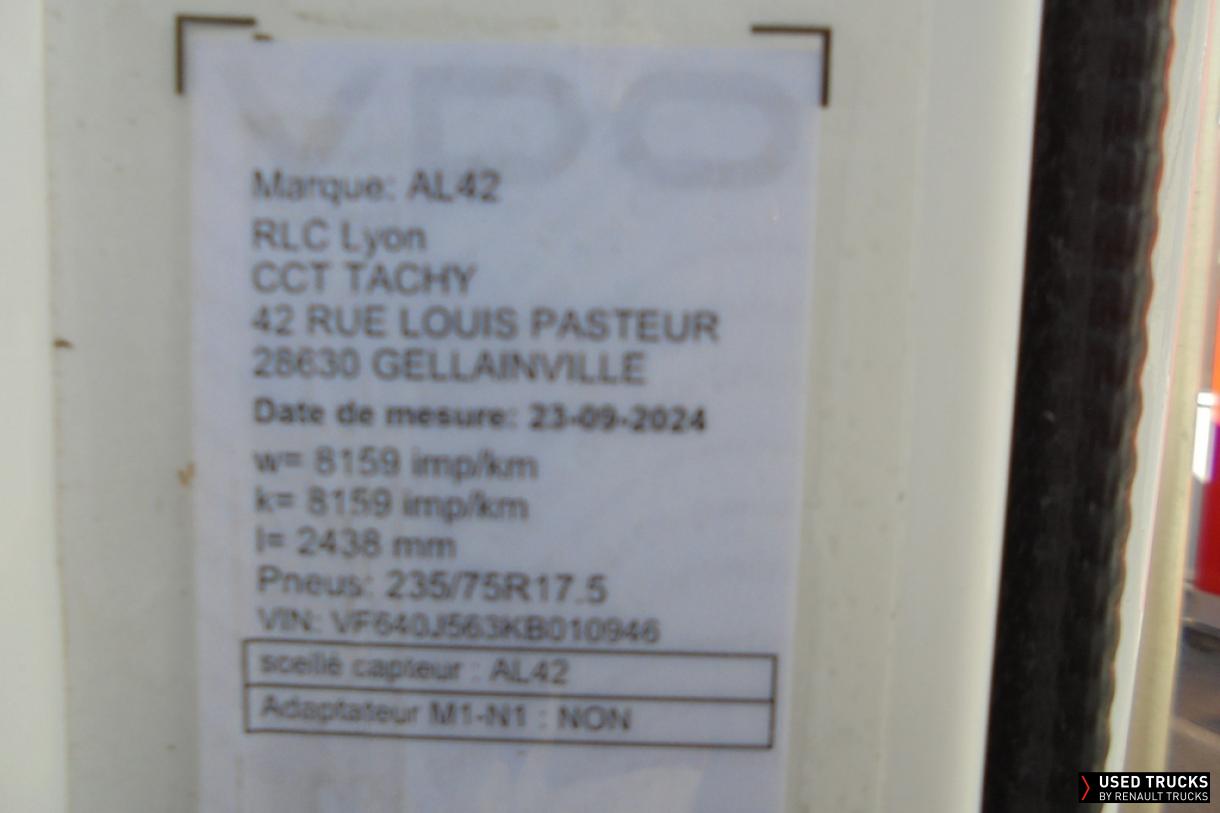 VDO
Marque: AL42
RLC Lyon
CCT TACHY
42 RUE LOUIS PASTEUR
28630 GELLAINVILLE
Date de mesure: 23-09-2024
w= 8159 imp/km
k= 8159 imp/km
l= 2438 mm
Pneus: 235/75R17.5
VIN: VF640J563KB010946
scellé capteur : AL42
Adaptateur M1-N1 : NON
USED TRUCKS
BY RENAULT TRUCKS